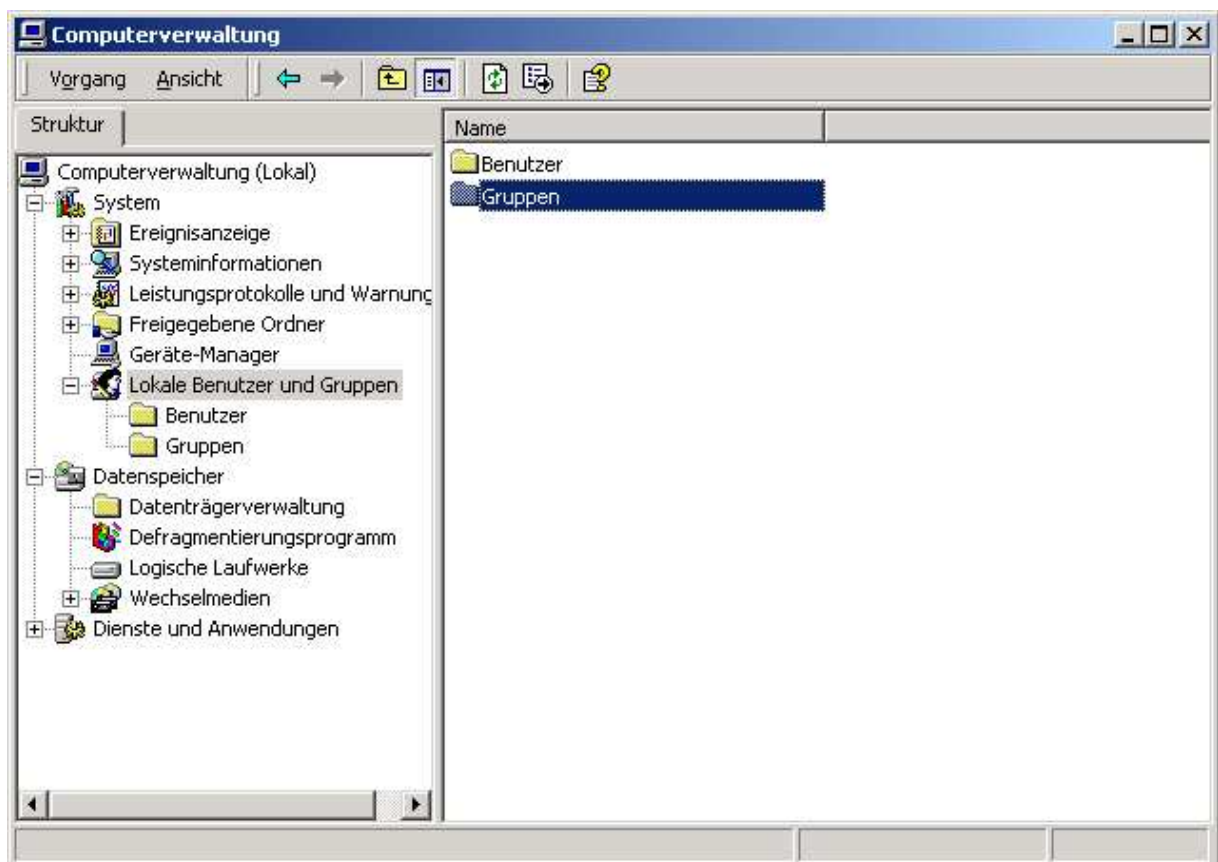 Computerverwaltung
Vorgang Ansicht
Struktur
Name
Computerverwaltung (Lokal)
System
Ereignisanzeige
Systeminformationen
Leistungsprotokolle und Warnung
Freigegebene Ordner
Geräte-Manager
Lokale Benutzer und Gruppen
Benutzer
Gruppen
Datenspeicher
Datenträgerverwaltung
Defragmentierungsprogramm
Logische Laufwerke
Wechselmedien
Dienste und Anwendungen
Benutzer
Gruppen